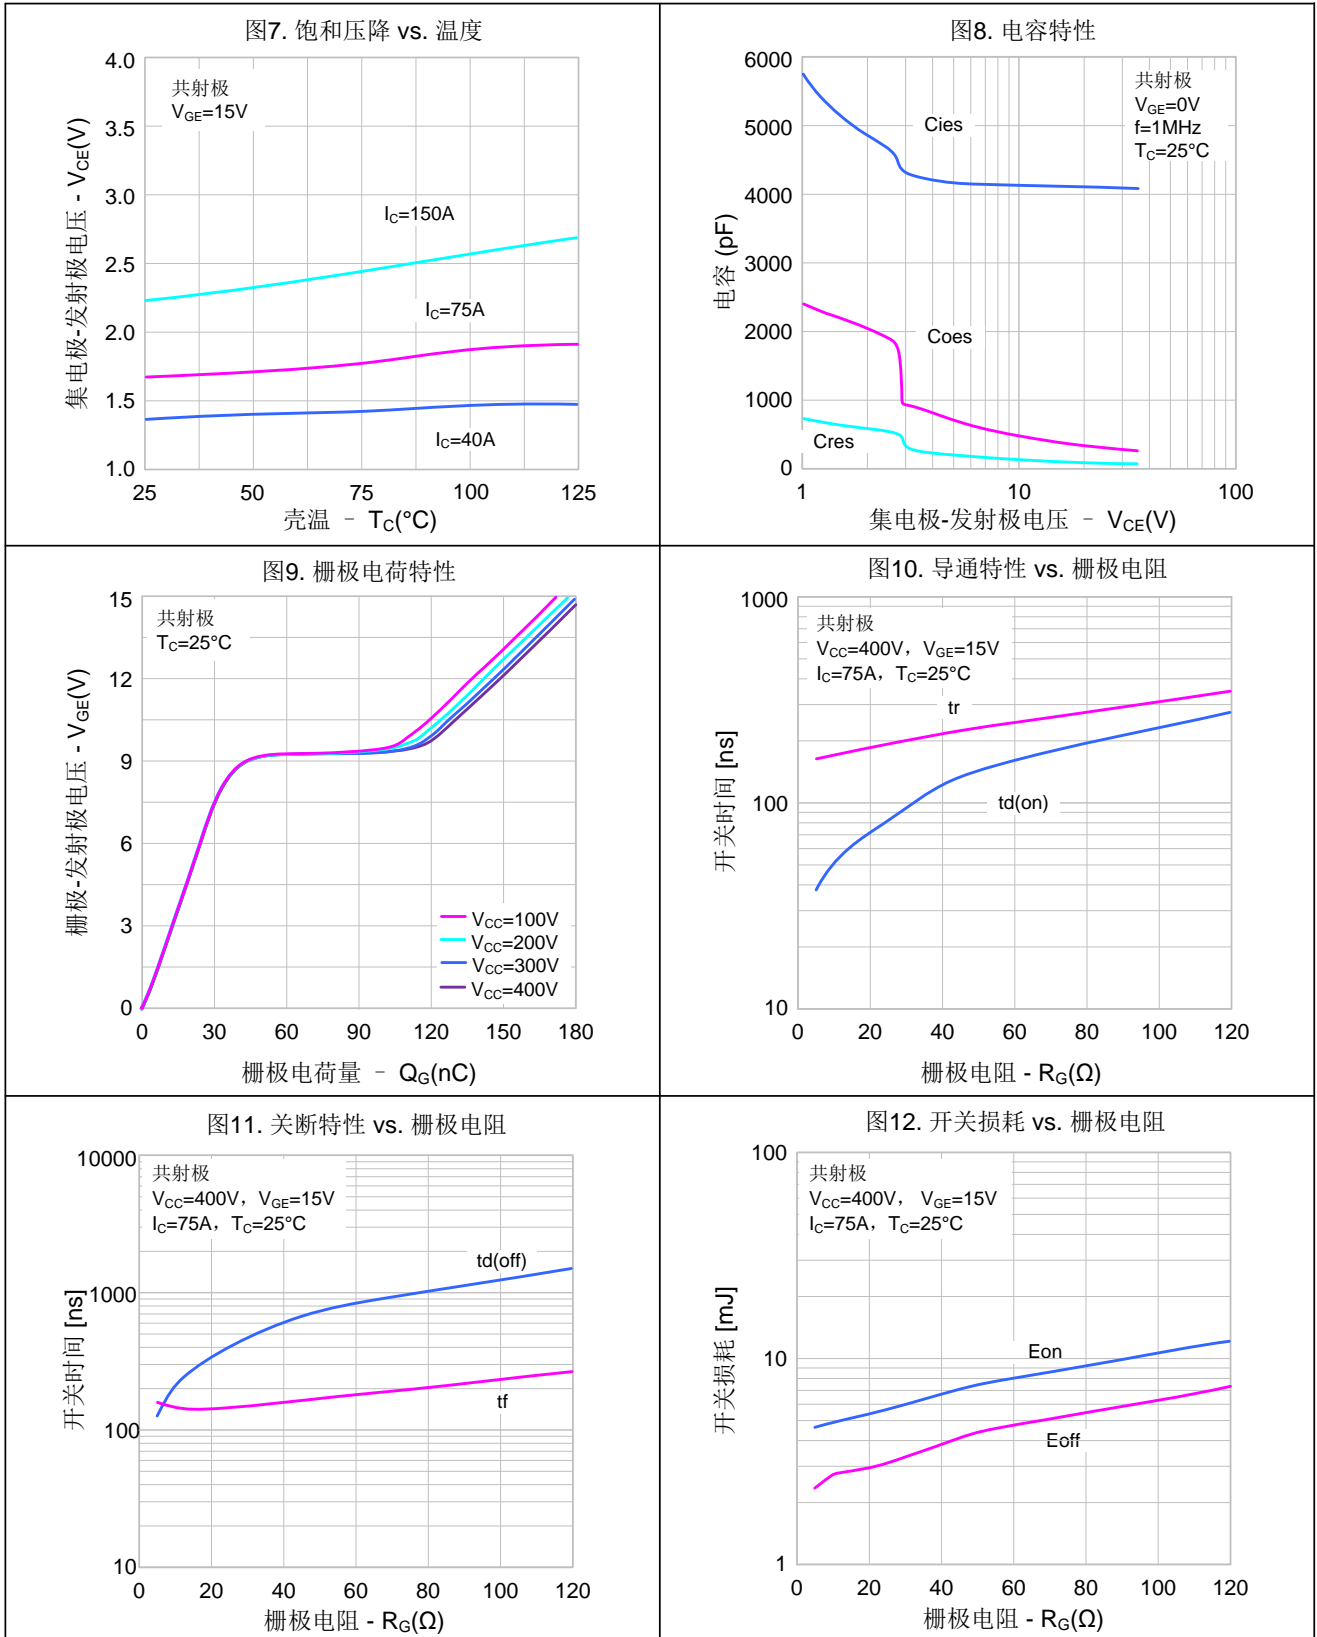 图7. 饱和压降 vs. 温度
集电极-发射极电压 - VCE(V)
4.0
3.5
3.0
2.5
2.0
1.5
1.0
共射极
VGE=15V
IC=150A
IC=75A
IC=40A
25 50 75 100 125
壳温 - TC(°C)
图8. 电容特性
电容 (pF)
6000
5000
4000
3000
2000
1000
0
共射极
VGE=0V
f=1MHz
TC=25°C
Cies
Coes
Cres
1 10 100
集电极-发射极电压 - VCE(V)
图9. 栅极电荷特性
栅极-发射极电压 - VGE(V)
15
12
9
6
3
0
共射极
TC=25°C
VCC=100V
VCC=200V
VCC=300V
VCC=400V
0 30 60 90 120 150 180
栅极电荷量 - QG(nC)
图10. 导通特性 vs. 栅极电阻
开关时间 [ns]
1000
100
10
共射极
VCC=400V，VGE=15V
IC=75A，TC=25°C
tr
td(on)
0 20 40 60 80 100 120
栅极电阻 - RG(Ω)
图11. 关断特性 vs. 栅极电阻
开关时间 [ns]
10000
1000
100
10
共射极
VCC=400V，VGE=15V
IC=75A，TC=25°C
td(off)
tf
0 20 40 60 80 100 120
栅极电阻 - RG(Ω)
图12. 开关损耗 vs. 栅极电阻
开关损耗 [mJ]
100
10
1
共射极
VCC=400V， VGE=15V
IC=75A，TC=25°C
Eon
Eoff
0 20 40 60 80 100 120
栅极电阻 - RG(Ω)